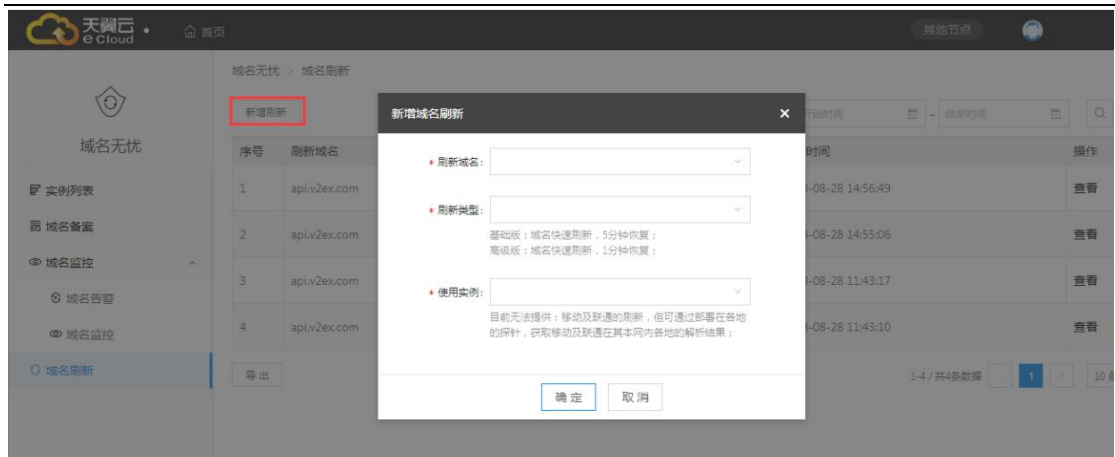 天翼云
e Cloud
首页
其他节点
域名无忧
域名无忧 > 域名刷新
新增刷新
开始时间 - 结束时间
序号 刷新域名 时间 操作
1 api.v2ex.com -08-28 14:56:49 查看
2 api.v2ex.com -08-28 14:55:06 查看
3 api.v2ex.com -08-28 11:43:17 查看
4 api.v2ex.com -08-28 11:43:10 查看
导出
1-4 / 共4条数据 1 10
实例列表
域名备案
域名监控
域名告警
域名监控
域名刷新
新增域名刷新
* 刷新域名:
* 刷新类型:
基础版:域名快速刷新,5分钟恢复;
高级版:域名快速刷新,1分钟恢复;
* 使用实例:
目前无法提供:移动及联通的刷新,但可通过部署在各地
的探针,获取移动及联通在其本网内各地的解析结果;
确定 取消